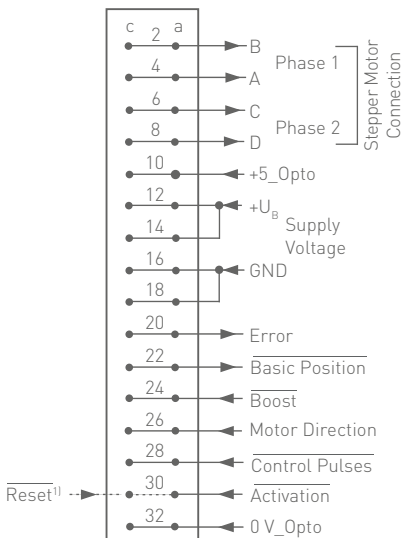 c a
2 B
Phase 1
4 A
6 C
Phase 2
8 D
Stepper Motor
Connection
10 +5_Opto
12 +UB
Supply
14 Voltage
16 GND
18
20 Error
22 Basic Position
24 Boost
26 Motor Direction
28 Control Pulses
Reset1) 30 Activation
32 0 V_Opto